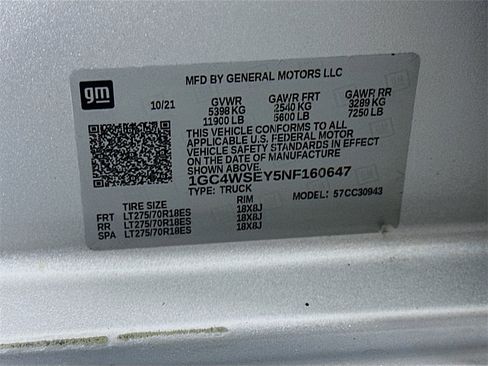 gm
MFD BY GENERAL MOTORS LLC
10/21 GVWR GAWR FRT GAWR RR
5398 KG 2540 KG 3289 KG
11900 LB 5600 LB 7250 LB
THIS VEHICLE CONFORMS TO ALL
APPLICABLE U.S. FEDERAL MOTOR
VEHICLE SAFETY STANDARDS IN EFFECT
ON THE DATE OF MANUFACTURE
SHOWN ABOVE.
1GC4WSEY5NF160647
TYPE: TRUCK MODEL: 57CC30943
TIRE SIZE RIM
FRT LT275/70R18ES 18X8J
RR LT275/70R18ES 18X8J
SPA LT275/70R18ES 18X8J